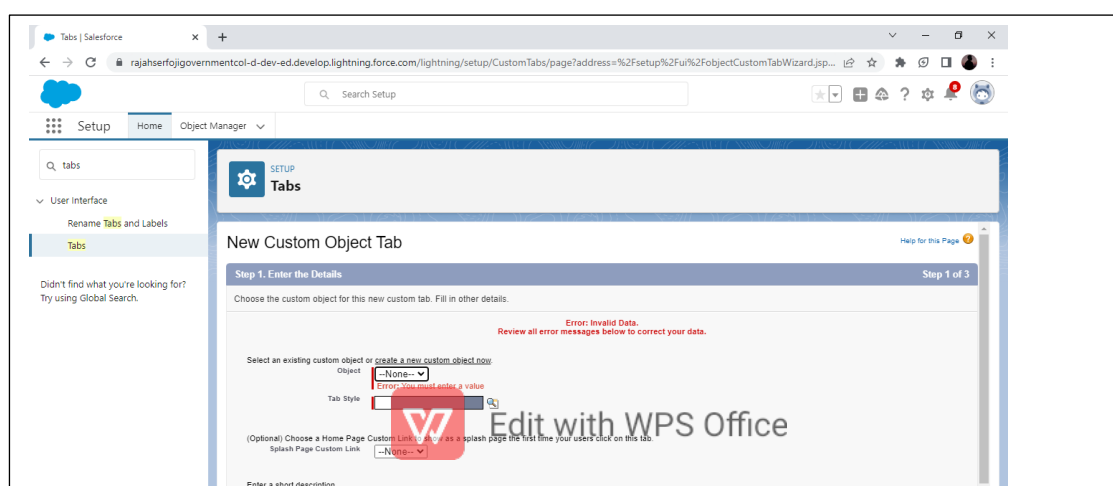 Tabs | Salesforce
rajahserfojigovernmentcol-d-dev-ed.develop.lightning.force.com/lightning/setup/CustomTabs/page?address=%2Fsetup%2Fui%2FobjectCustomTabWizard.jsp...
Search Setup
8
Setup Home Object Manager
tabs
SETUP
Tabs
User Interface
Rename Tabs and Labels
Tabs
Didn't find what you're looking for?
Try using Global Search.
New Custom Object Tab
Help for this Page
Step 1. Enter the Details Step 1 of 3
Choose the custom object for this new custom tab. Fill in other details.
Error: Invalid Data.
Review all error messages below to correct your data.
Select an existing custom object or create a new custom object now.
Object --None--
Error: You must enter a value
Tab Style
Edit with WPS Office
(Optional) Choose a Home Page Custom Link to show as a splash page the first time your users click on this tab.
Splash Page Custom Link --None--
Enter a short description.